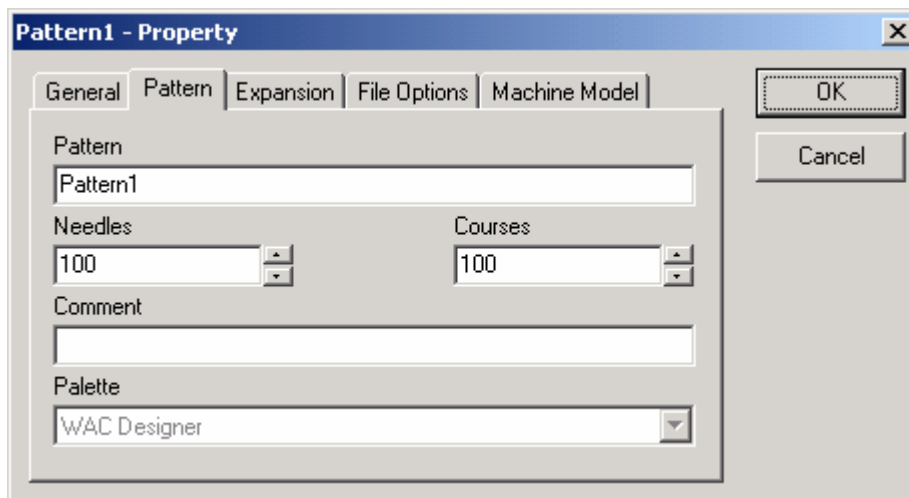 Pattern1 - Property
General Pattern Expansion File Options Machine Model
OK
Cancel
Pattern
Pattern1
Needles Courses
100 100
Comment
Palette
WAC Designer